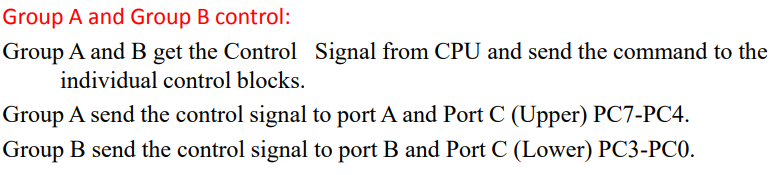 Group A and Group B control:
Group A and B get the Control Signal from CPU and send the command to the
individual control blocks.
Group A send the control signal to port A and Port C (Upper) PC7-PC4.
Group B send the control signal to port B and Port C (Lower) PC3-PC0.